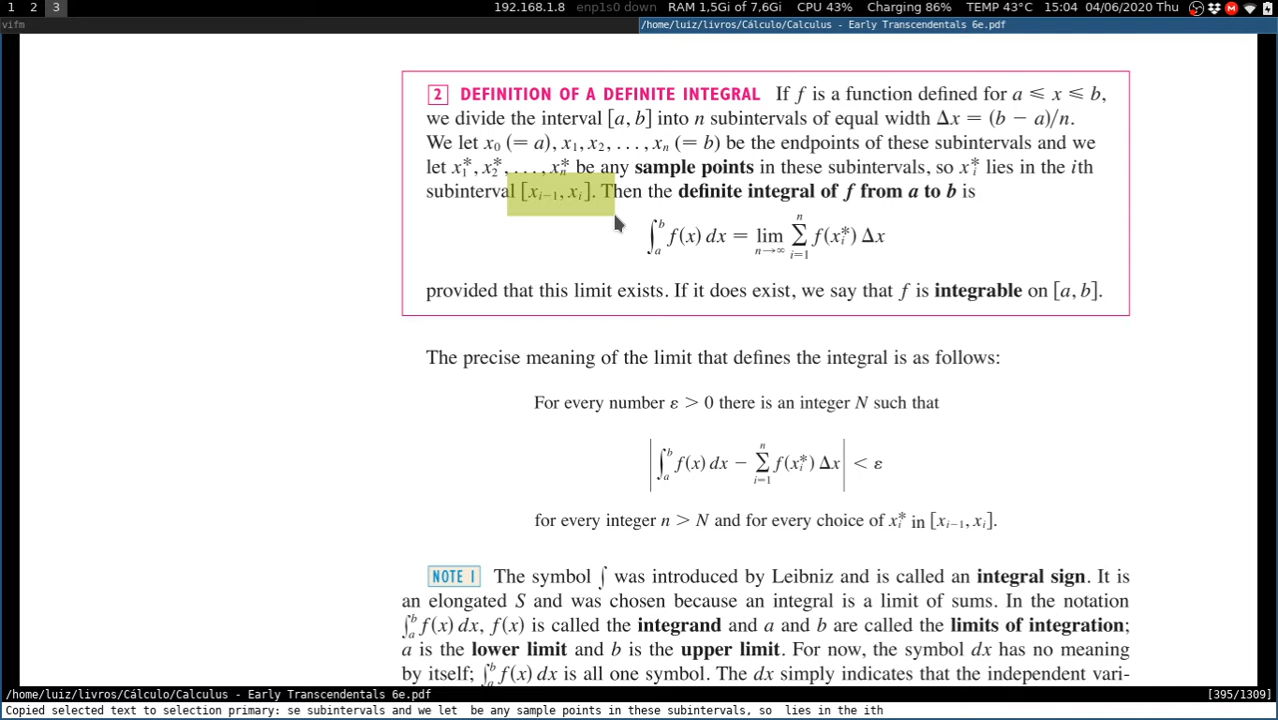 1 2 3 192.168.1.8 enp1s0 down RAM 1,5Gi of 7,6Gi CPU 43% Charging 86% TEMP 43°C 15:04 04/06/2020 Thu
vifm /home/luiz/livros/Cálculo/Calculus - Early Transcendentals 6e.pdf
2 DEFINITION OF A DEFINITE INTEGRAL If f is a function defined for a ≤ x ≤ b,
we divide the interval [a, b] into n subintervals of equal width Δx = (b − a)/n.
We let x₀ (= a), x₁, x₂, . . . , xₙ (= b) be the endpoints of these subintervals and we
let x₁*, x₂*, . . . , xₙ* be any sample points in these subintervals, so xᵢ* lies in the ith
subinterval [xᵢ₋₁, xᵢ]. Then the definite integral of f from a to b is
∫ₐᵇ f(x) dx = lim n→∞ ∑ᵢ₌₁ⁿ f(xᵢ*) Δx
provided that this limit exists. If it does exist, we say that f is integrable on [a, b].
The precise meaning of the limit that defines the integral is as follows:
For every number ε > 0 there is an integer N such that
| ∫ₐᵇ f(x) dx − ∑ᵢ₌₁ⁿ f(xᵢ*) Δx | < ε
for every integer n > N and for every choice of xᵢ* in [xᵢ₋₁, xᵢ].
NOTE 1 The symbol ∫ was introduced by Leibniz and is called an integral sign. It is
an elongated S and was chosen because an integral is a limit of sums. In the notation
∫ₐᵇ f(x) dx, f(x) is called the integrand and a and b are called the limits of integration;
a is the lower limit and b is the upper limit. For now, the symbol dx has no meaning
by itself; ∫ₐᵇ f(x) dx is all one symbol. The dx simply indicates that the independent vari-
/home/luiz/livros/Cálculo/Calculus - Early Transcendentals 6e.pdf [395/1309]
Copied selected text to selection primary: se subintervals and we let  be any sample points in these subintervals, so  lies in the ith